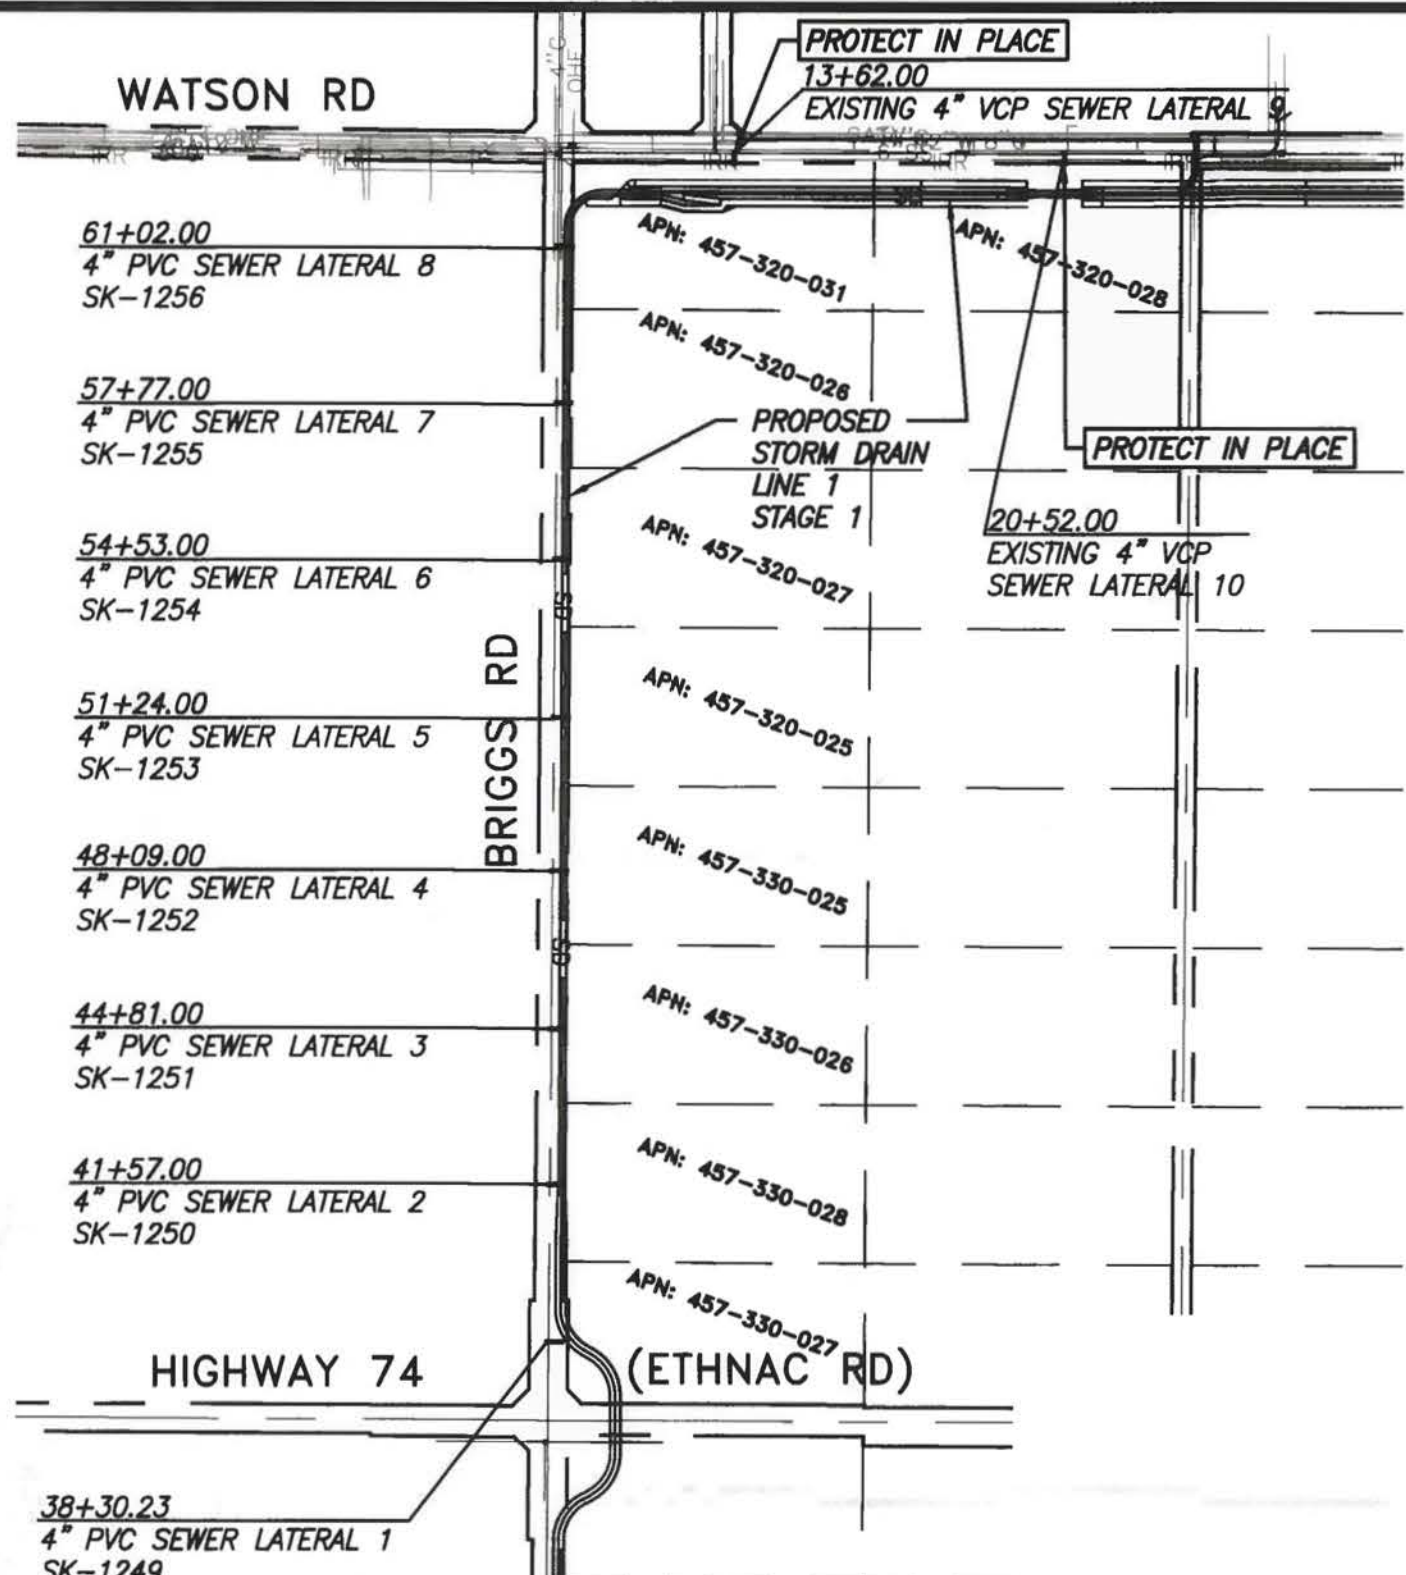 WATSON RD
PROTECT IN PLACE
13+62.00
EXISTING 4" VCP SEWER LATERAL 9
4"G
OHE
IRR
IRR
IRR
IRR
61+02.00
4" PVC SEWER LATERAL 8
SK-1256
APN: 457-320-031
APN: 457-320-028
APN: 457-320-026
57+77.00
4" PVC SEWER LATERAL 7
SK-1255
PROPOSED
STORM DRAIN
LINE 1
STAGE 1
PROTECT IN PLACE
20+52.00
EXISTING 4" VCP
SEWER LATERAL 10
54+53.00
4" PVC SEWER LATERAL 6
SK-1254
APN: 457-320-027
SD
BRIGGS RD
51+24.00
4" PVC SEWER LATERAL 5
SK-1253
APN: 457-320-025
48+09.00
4" PVC SEWER LATERAL 4
SK-1252
APN: 457-330-025
SD
44+81.00
4" PVC SEWER LATERAL 3
SK-1251
APN: 457-330-026
41+57.00
4" PVC SEWER LATERAL 2
SK-1250
APN: 457-330-028
APN: 457-330-027
HIGHWAY 74 (ETHNAC RD)
38+30.23
4" PVC SEWER LATERAL 1
SK-1249